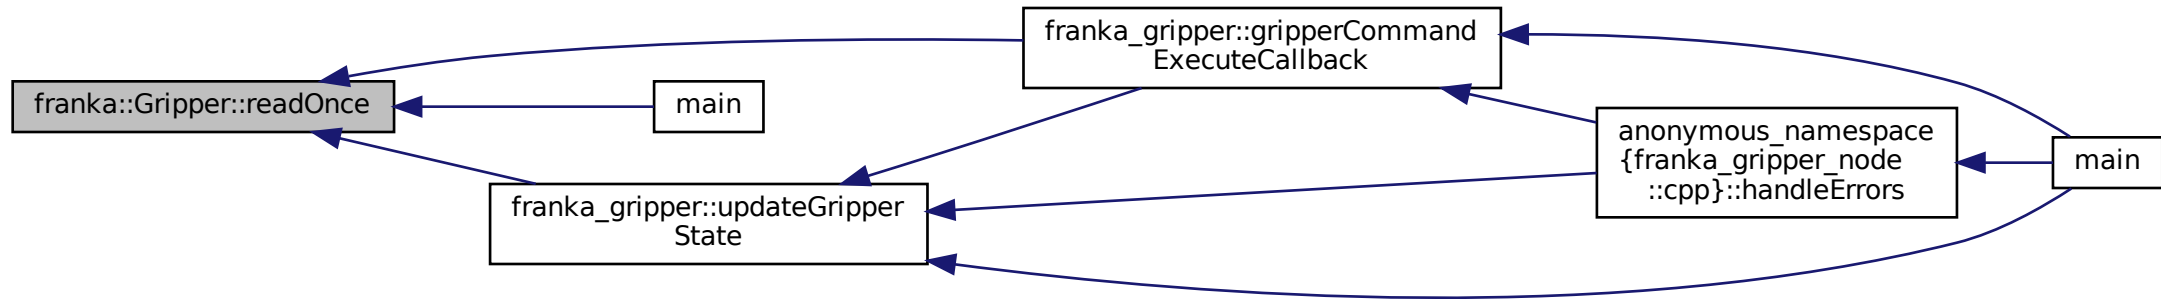 franka::Gripper::readOnce
main
franka_gripper::updateGripper
State
franka_gripper::gripperCommand
ExecuteCallback
anonymous_namespace
{franka_gripper_node
::cpp}::handleErrors
main